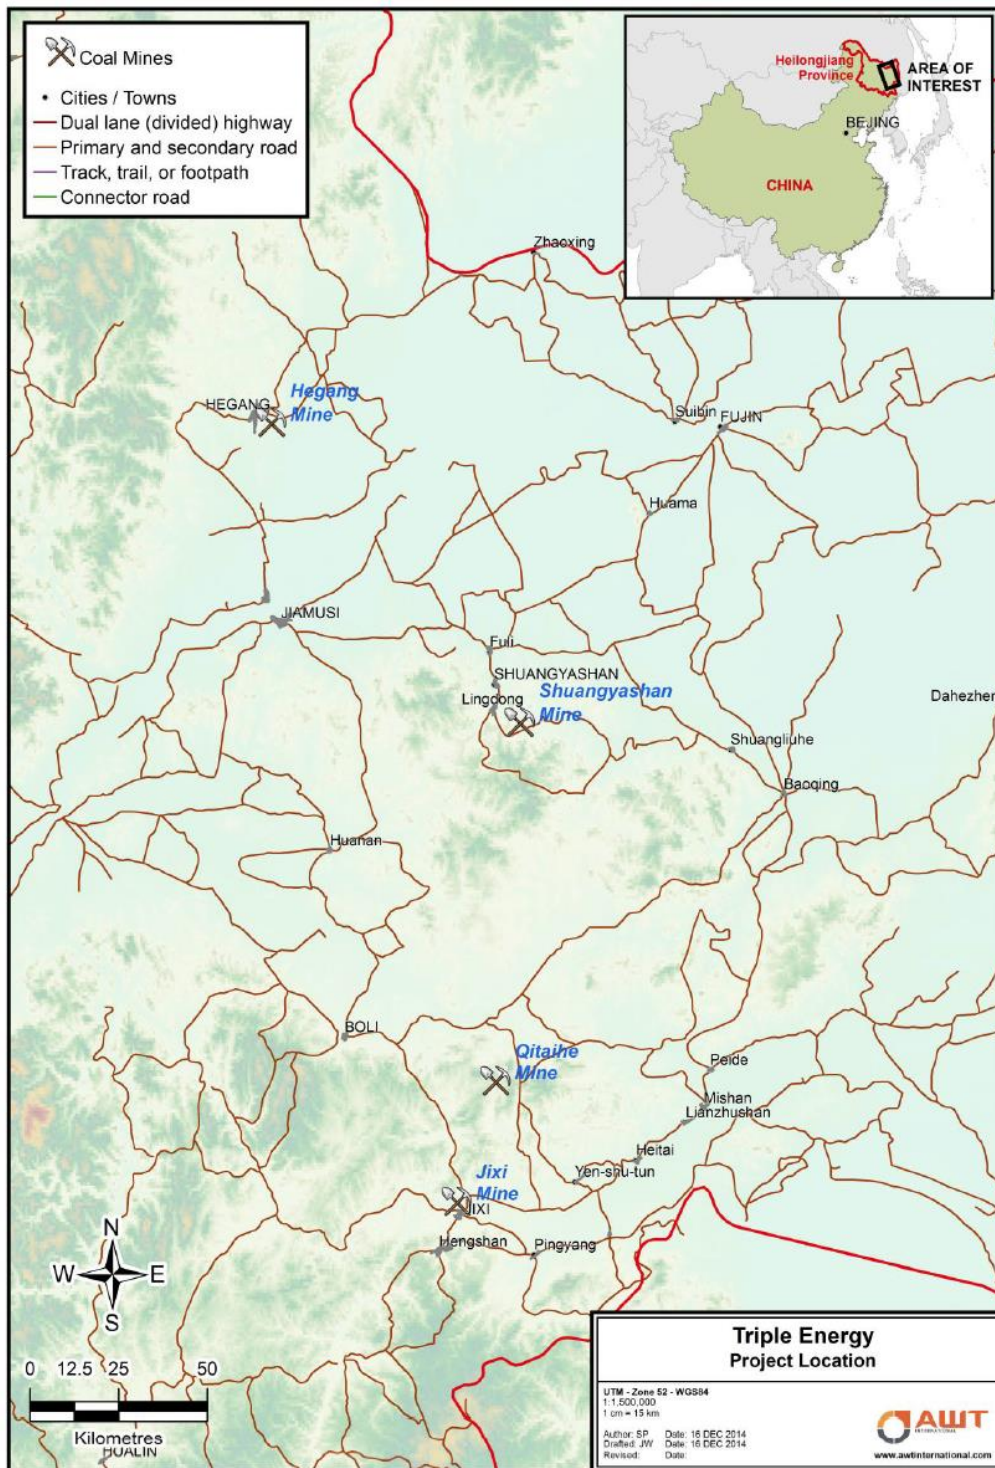 Coal Mines
Cities / Towns
Dual lane (divided) highway
Primary and secondary road
Track, trail, or footpath
Connector road
Heilongjiang
Province
AREA OF
INTEREST
BEJING
CHINA
Zhaoxing
HEGANG
Hegang
Mine
Suibin
FUJIN
Huama
JIAMUSI
Fuli
SHUANGYASHAN
Lingdong
Shuangyashan
Mine
Dahezhen
Shuangliuhe
Baoqing
Huanan
BOLI
Qitaihe
Mine
Peide
Mishan
Lianzhushan
Heitai
Yen-shu-tun
Jixi
Mine
JIXI
Hengshan
Pingyang
N
W
E
S
0 12.5 25 50
Kilometres
HUALIN
Triple Energy
Project Location
UTM - Zone 52 - WGS84
1:1,500,000
1 cm = 15 km
Author: SP Date: 16 DEC 2014
Drafted: JW Date: 16 DEC 2014
Revised: Date:
AWT
INTERNATIONAL
www.awtinternational.com